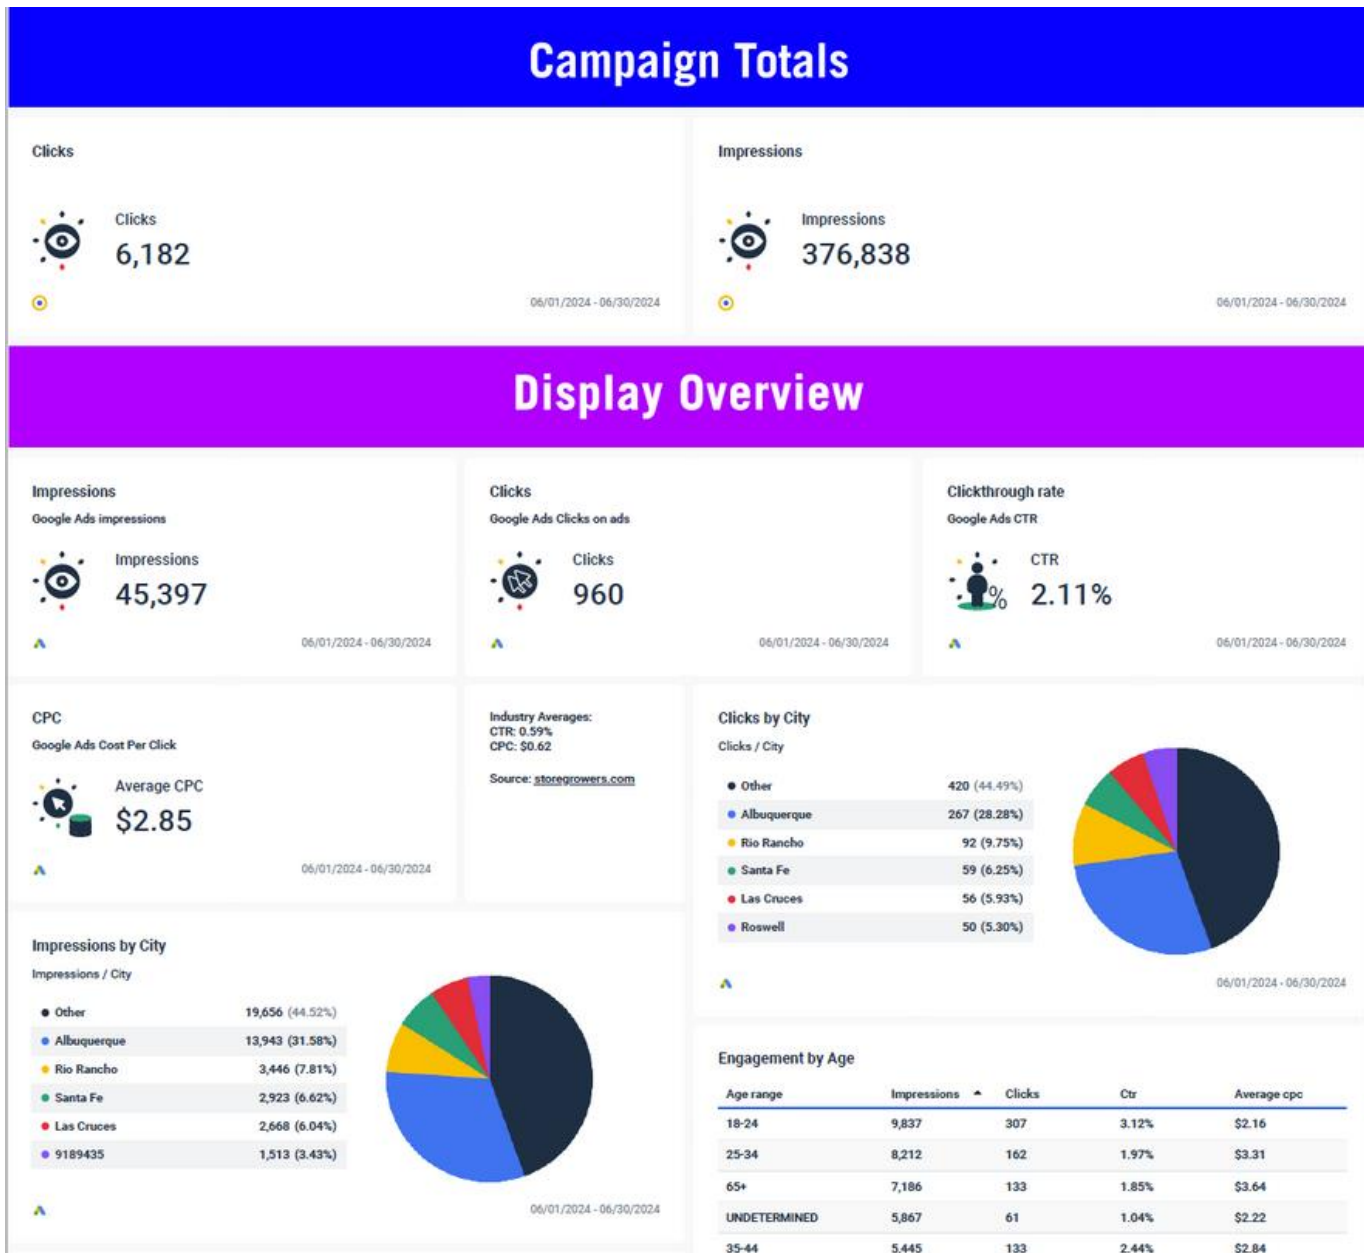 Campaign Totals
Clicks
Clicks
6,182
06/01/2024 - 06/30/2024
Impressions
Impressions
376,838
06/01/2024 - 06/30/2024
Display Overview
Impressions
Google Ads impressions
Impressions
45,397
06/01/2024 - 06/30/2024
Clicks
Google Ads Clicks on ads
Clicks
960
06/01/2024 - 06/30/2024
Clickthrough rate
Google Ads CTR
%
CTR
2.11%
06/01/2024 - 06/30/2024
CPC
Google Ads Cost Per Click
Average CPC
$2.85
06/01/2024 - 06/30/2024
Industry Averages:
CTR: 0.59%
CPC: $0.62
Source: storegrowers.com
Clicks by City
Clicks / City
Other 420 (44.49%)
Albuquerque 267 (28.28%)
Rio Rancho 92 (9.75%)
Santa Fe 59 (6.25%)
Las Cruces 56 (5.93%)
Roswell 50 (5.30%)
06/01/2024 - 06/30/2024
Impressions by City
Impressions / City
Other 19,656 (44.52%)
Albuquerque 13,943 (31.58%)
Rio Rancho 3,446 (7.81%)
Santa Fe 2,923 (6.62%)
Las Cruces 2,668 (6.04%)
9189435 1,513 (3.43%)
06/01/2024 - 06/30/2024
Engagement by Age
Age range Impressions Clicks Ctr Average cpc
18-24 9,837 307 3.12% $2.16
25-34 8,212 162 1.97% $3.31
65+ 7,186 133 1.85% $3.64
UNDETERMINED 5,867 61 1.04% $2.22
35-44 5,445 133 2.44% $2.84